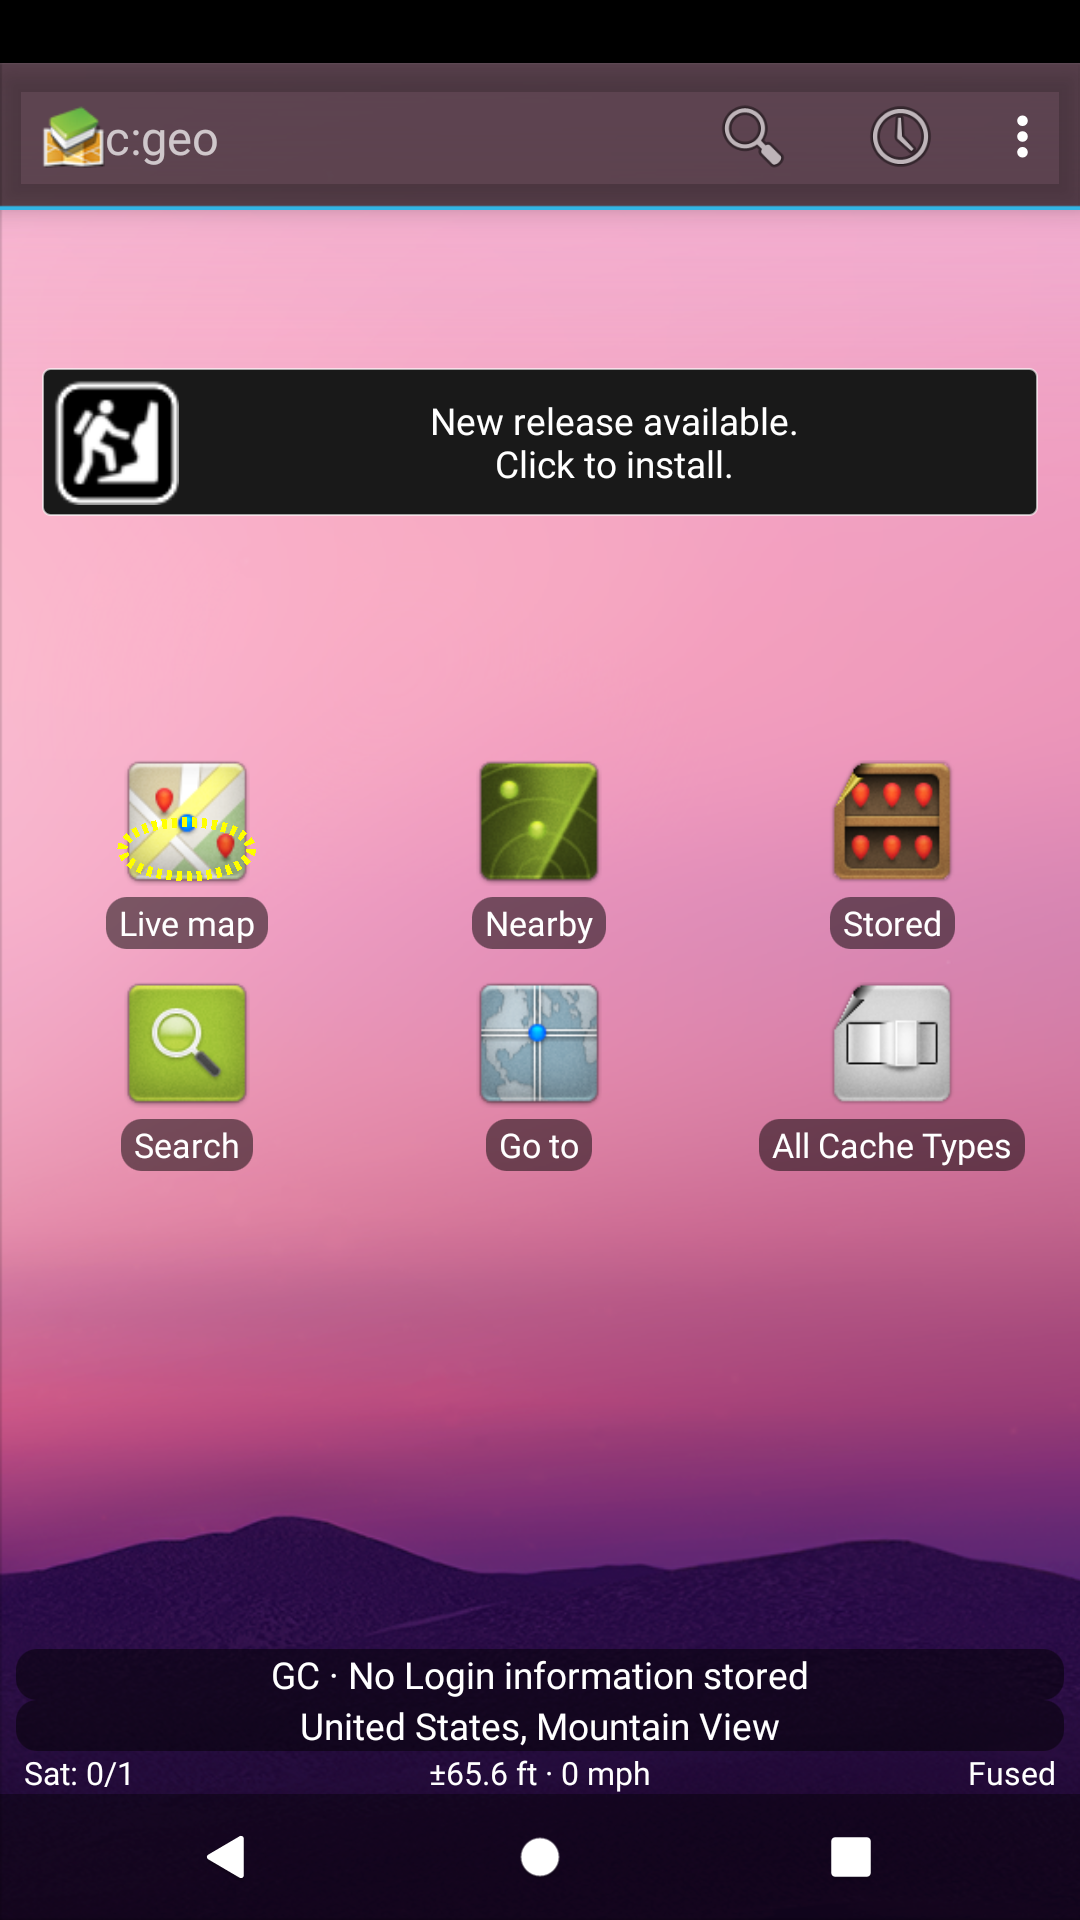 c:geo
New release available.
Click to install.
Live map
Nearby
Stored
Search
Go to
All Cache Types
GC · No Login information stored
United States, Mountain View
Sat: 0/1
±65.6 ft · 0 mph
Fused